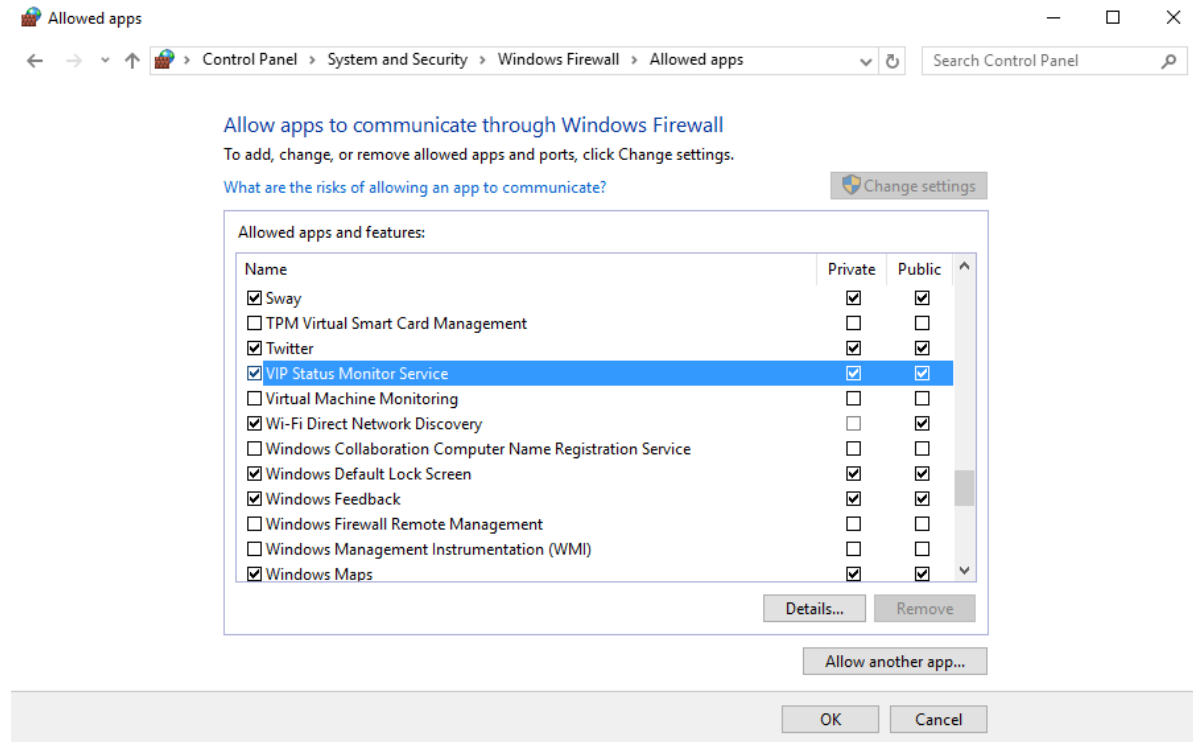 Allowed apps
Control Panel > System and Security > Windows Firewall > Allowed apps
Search Control Panel
Allow apps to communicate through Windows Firewall
To add, change, or remove allowed apps and ports, click Change settings.
What are the risks of allowing an app to communicate?
Change settings
Allowed apps and features:
Name Private Public
Sway
TPM Virtual Smart Card Management
Twitter
VIP Status Monitor Service
Virtual Machine Monitoring
Wi-Fi Direct Network Discovery
Windows Collaboration Computer Name Registration Service
Windows Default Lock Screen
Windows Feedback
Windows Firewall Remote Management
Windows Management Instrumentation (WMI)
Windows Maps
Details... Remove
Allow another app...
OK Cancel